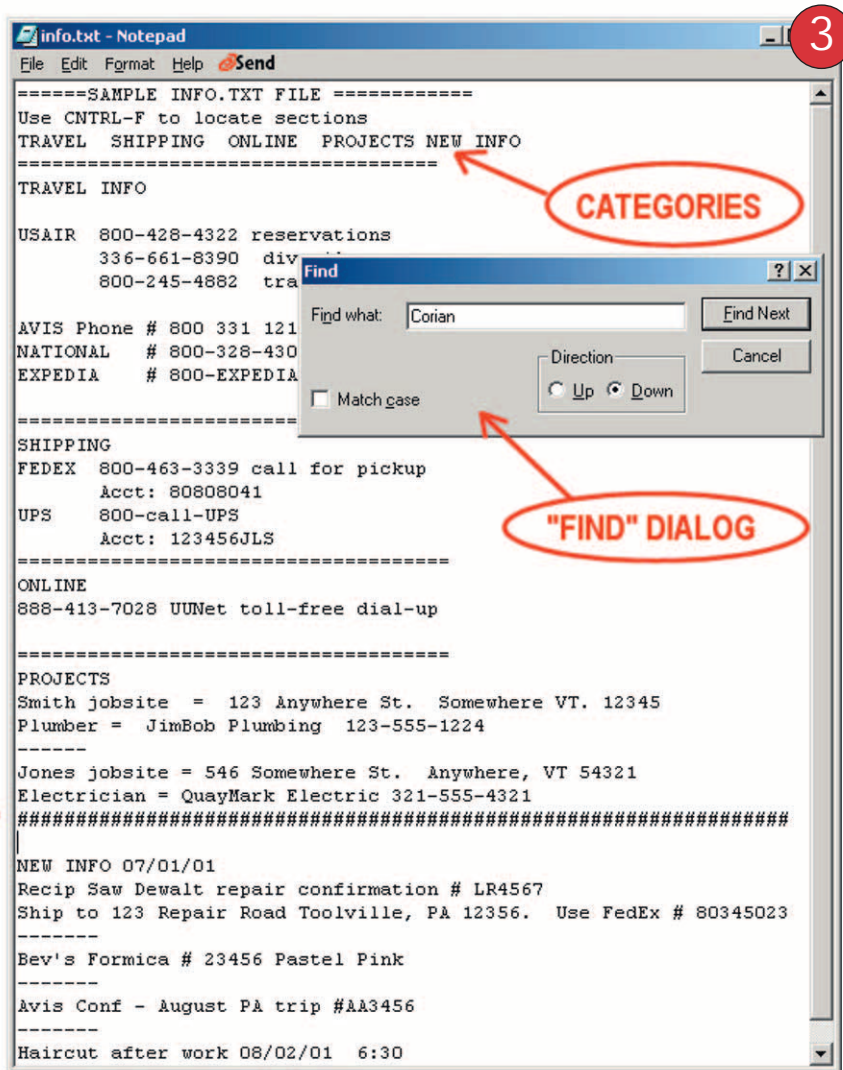 3
info.txt - Notepad
File Edit Format Help eSend
======SAMPLE INFO.TXT FILE ============
Use CNTRL-F to locate sections
TRAVEL SHIPPING ONLINE PROJECTS NEW INFO
====================================
TRAVEL INFO
CATEGORIES
USAIR 800-428-4322 reservations
336-661-8390 div
800-245-4882 tra
AVIS Phone # 800 331 121
NATIONAL # 800-328-430
EXPEDIA # 800-EXPEDIA
Find
Find what: Corian
Find Next
Cancel
Direction
Up Down
Match case
"FIND" DIALOG
SHIPPING
FEDEX 800-463-3339 call for pickup
Acct: 80808041
UPS 800-call-UPS
Acct: 123456JLS
=====================================
ONLINE
888-413-7028 UUNet toll-free dial-up
=====================================
PROJECTS
Smith jobsite = 123 Anywhere St. Somewhere VT. 12345
Plumber = JimBob Plumbing 123-555-1224
------
Jones jobsite = 546 Somewhere St. Anywhere, VT 54321
Electrician = QuayMark Electric 321-555-4321
##################################################################
NEW INFO 07/01/01
Recip Saw Dewalt repair confirmation # LR4567
Ship to 123 Repair Road Toolville, PA 12356. Use FedEx # 80345023
-------
Bev's Formica # 23456 Pastel Pink
-------
Avis Conf - August PA trip #AA3456
-------
Haircut after work 08/02/01 6:30